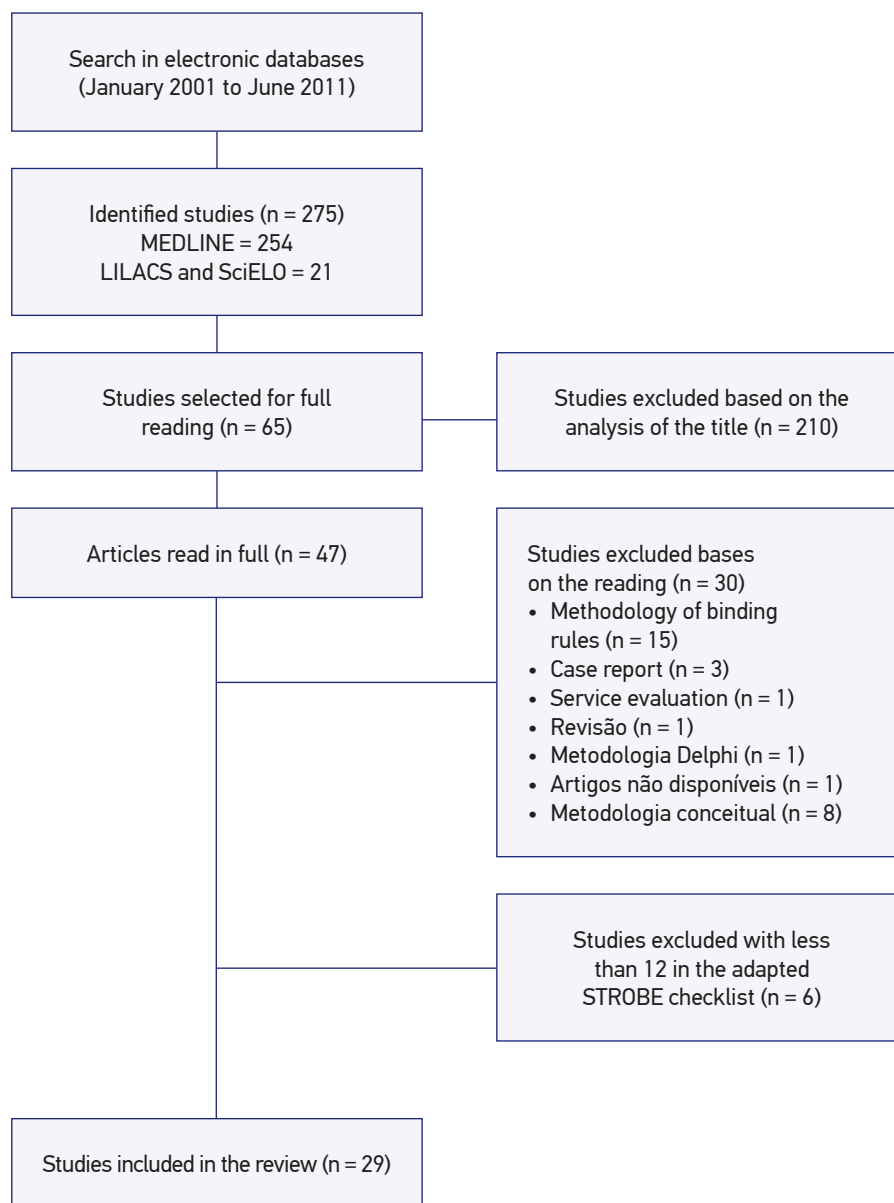 Search in electronic databases
(January 2001 to June 2011)
Identified studies (n = 275)
MEDLINE = 254
LILACS and SciELO = 21
Studies selected for full
reading (n = 65)
Studies excluded based on the
analysis of the title (n = 210)
Articles read in full (n = 47)
Studies excluded bases
on the reading (n = 30)
• Methodology of binding
rules (n = 15)
• Case report (n = 3)
• Service evaluation (n = 1)
• Revisão (n = 1)
• Metodologia Delphi (n = 1)
• Artigos não disponíveis (n = 1)
• Metodologia conceitual (n = 8)
Studies excluded with less
than 12 in the adapted
STROBE checklist (n = 6)
Studies included in the review (n = 29)